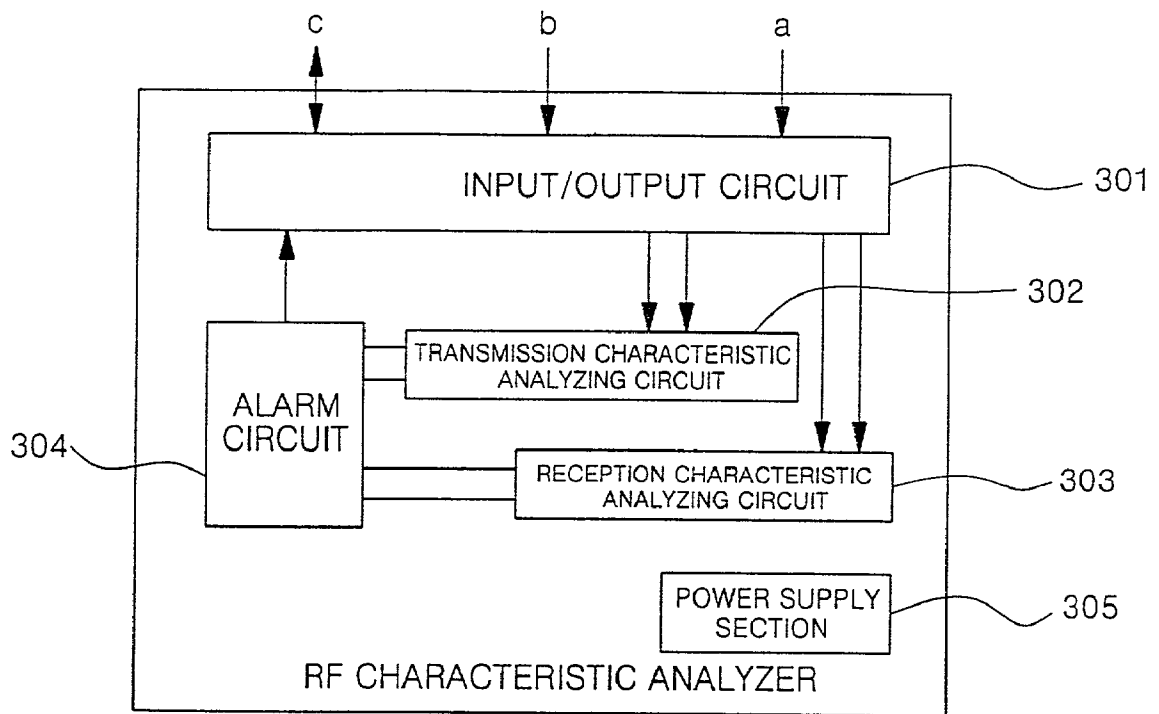 c
b
a
INPUT/OUTPUT CIRCUIT
301
302
TRANSMISSION CHARACTERISTIC
ANALYZING CIRCUIT
ALARM
CIRCUIT
304
RECEPTION CHARACTERISTIC
ANALYZING CIRCUIT
303
POWER SUPPLY
SECTION
305
RF CHARACTERISTIC ANALYZER